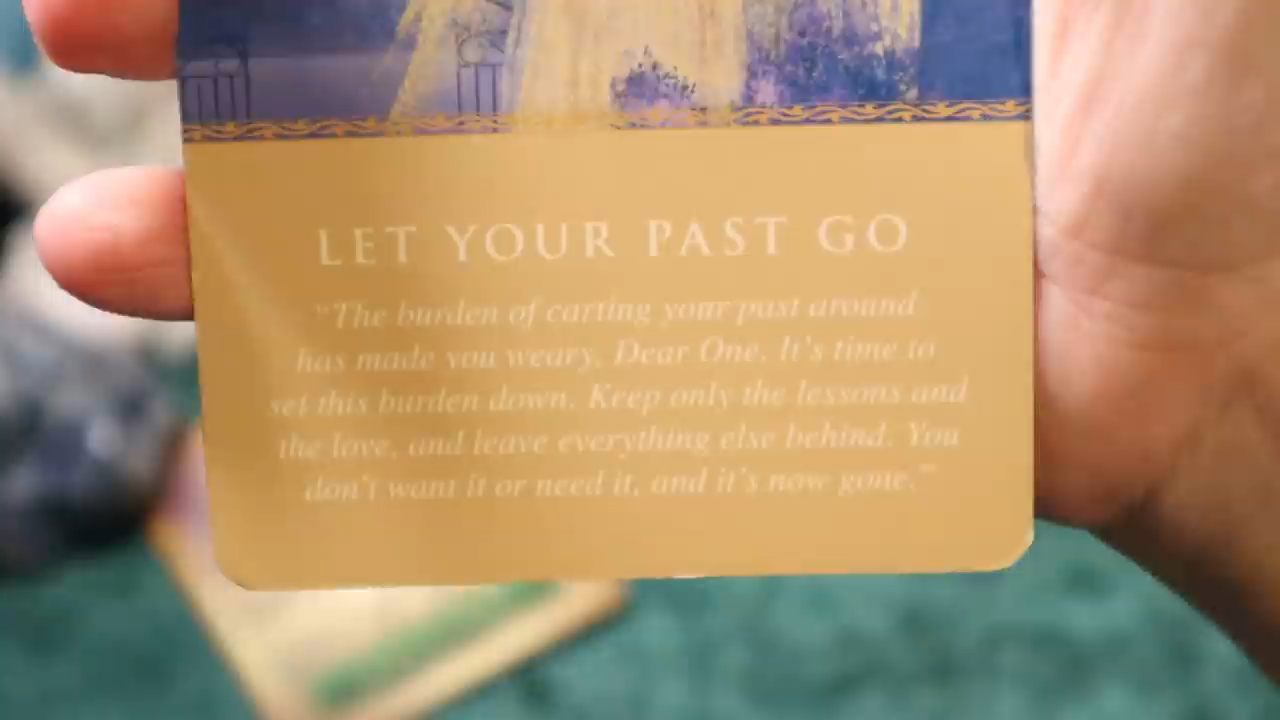 LET YOUR PAST GO
"The burden of carting your past around
has made you weary, Dear One. It's time to
set this burden down. Keep only the lessons and
the love, and leave everything else behind. You
don't want it or need it, and it's now gone."